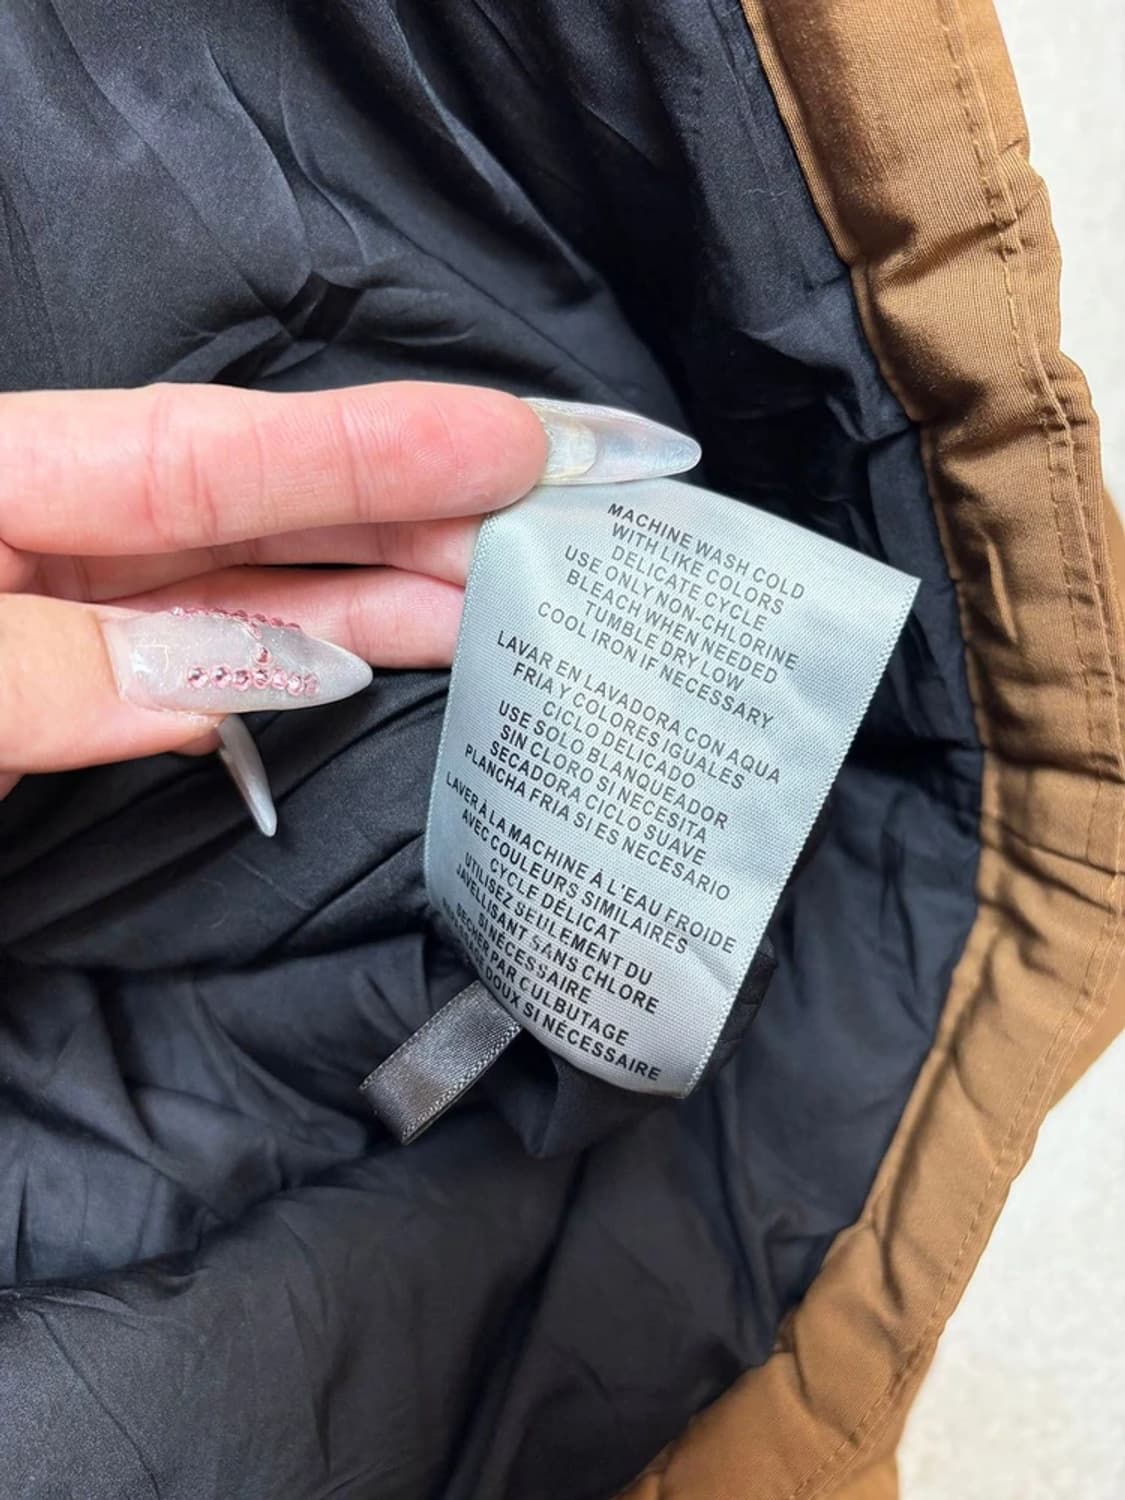 MACHINE WASH COLD
WITH LIKE COLORS
DELICATE CYCLE
USE ONLY NON-CHLORINE
BLEACH WHEN NEEDED
TUMBLE DRY LOW
COOL IRON IF NECESSARY
LAVAR EN LAVADORA CON AQUA
FRIA Y COLORES IGUALES
CICLO DELICADO
USE SOLO BLANQUEADOR
SIN CLORO SI NECESITA
SECADORA CICLO SUAVE
PLANCHA FRIA SI ES NECESARIO
LAVER À LA MACHINE À L'EAU FROIDE
AVEC COULEURS SIMILAIRES
CYCLE DÉLICAT
UTILISEZ SEULEMENT DU
JAVELLISANT SANS CHLORE
SI NÉCESSAIRE
SECHER PAR CULBUTAGE
DOUX SI NÉCESSAIRE